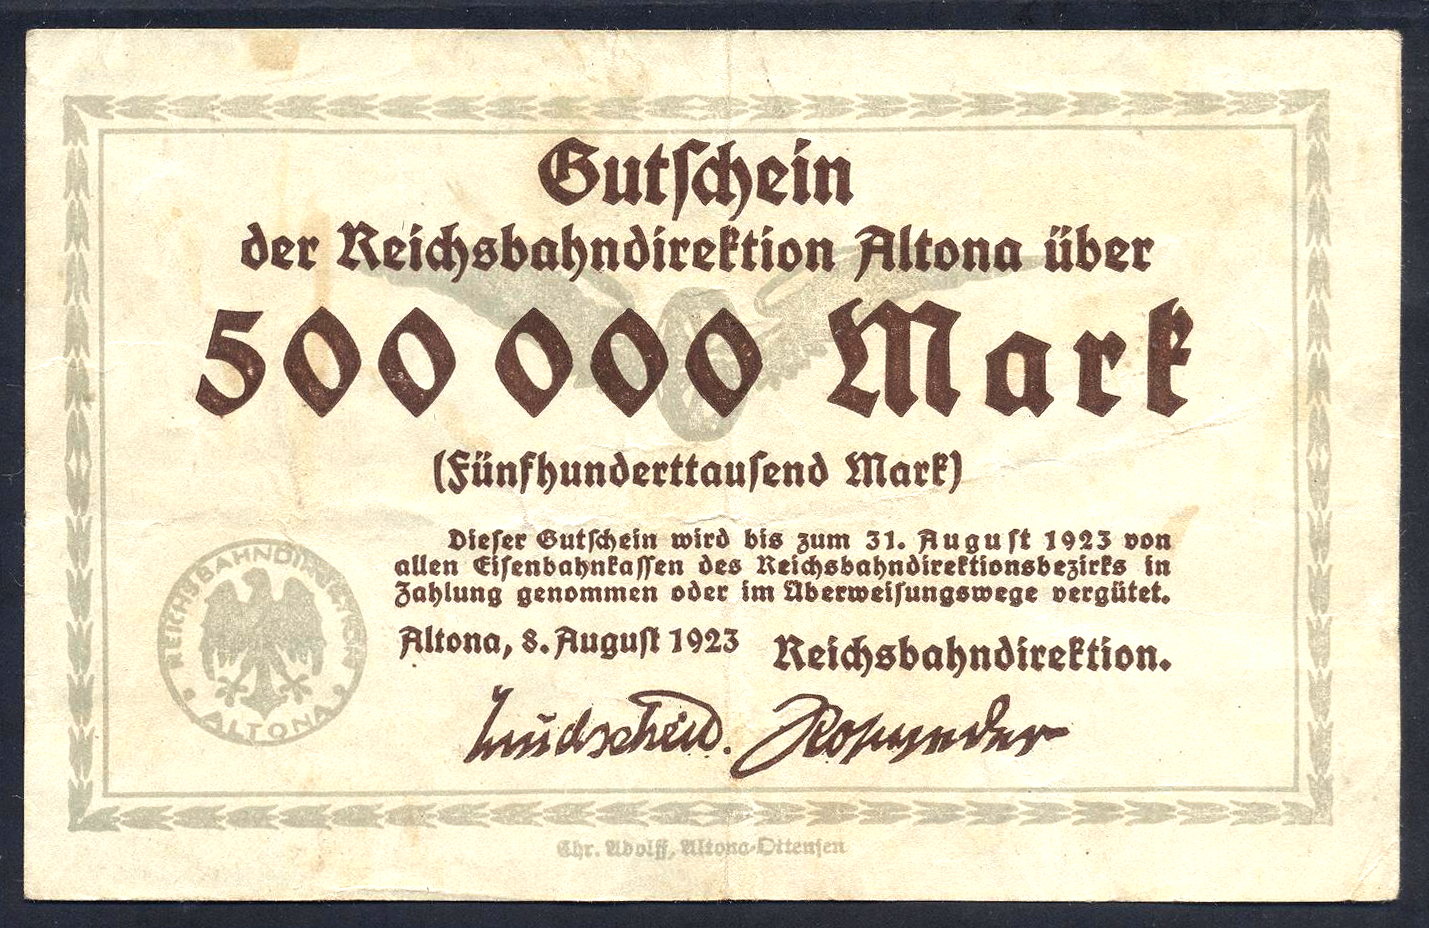 Gutschein
der Reichsbahndirektion Altona über
500 000 Mark
(Fünfhunderttausend Mark)
Dieser Gutschein wird bis zum 31. August 1923 von
allen Eisenbahnkassen des Reichsbahndirektionsbezirks in
Zahlung genommen oder im Überweisungswege vergütet.
Altona, 8. August 1923
Reichsbahndirektion.
REICHSBAHNDIREKTION
ALTONA
Chr. Adolff, Altona-Ottensen